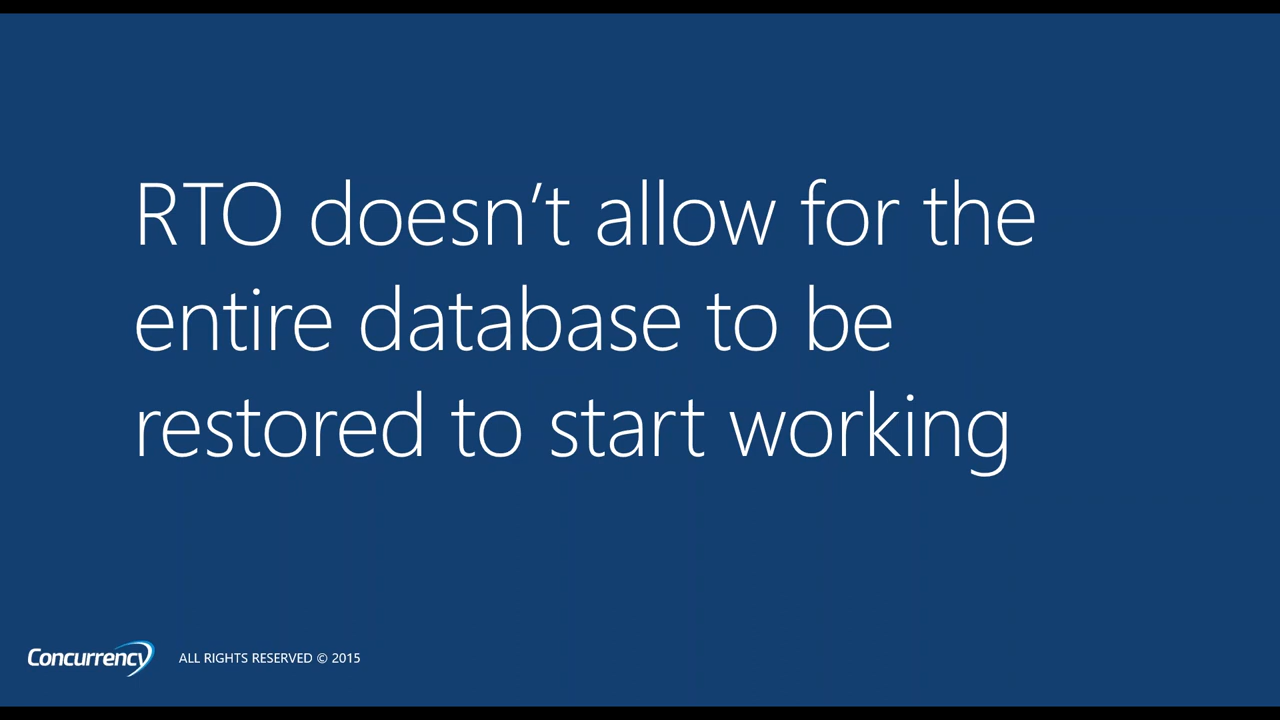 RTO doesn’t allow for the
entire database to be
restored to start working
Concurrency ALL RIGHTS RESERVED © 2015